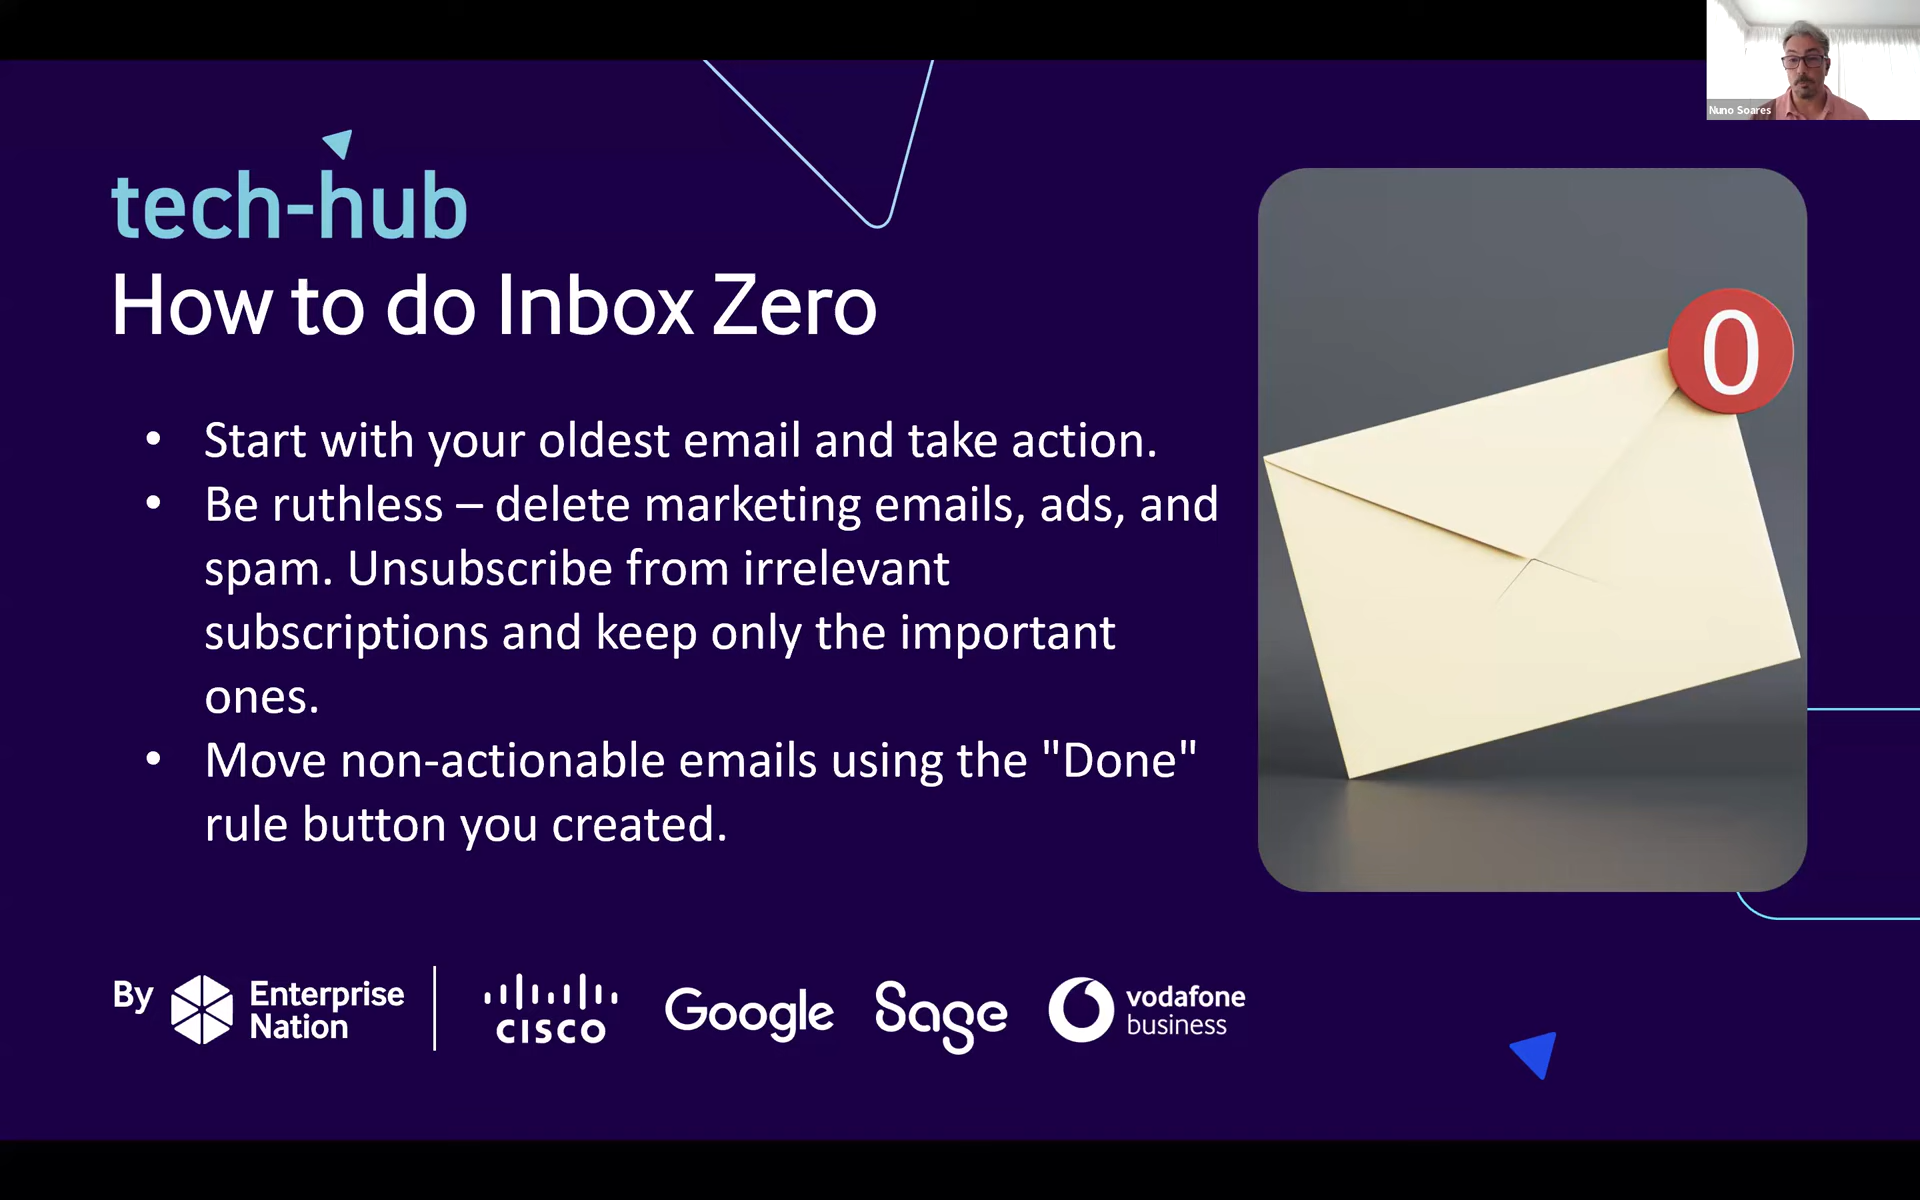 Nuno Soares
tech-hub
How to do Inbox Zero
0
• Start with your oldest email and take action.
• Be ruthless – delete marketing emails, ads, and
spam. Unsubscribe from irrelevant
subscriptions and keep only the important
ones.
• Move non-actionable emails using the "Done"
rule button you created.
By
Enterprise
Nation
CISCO
Google
Sage
vodafone
business